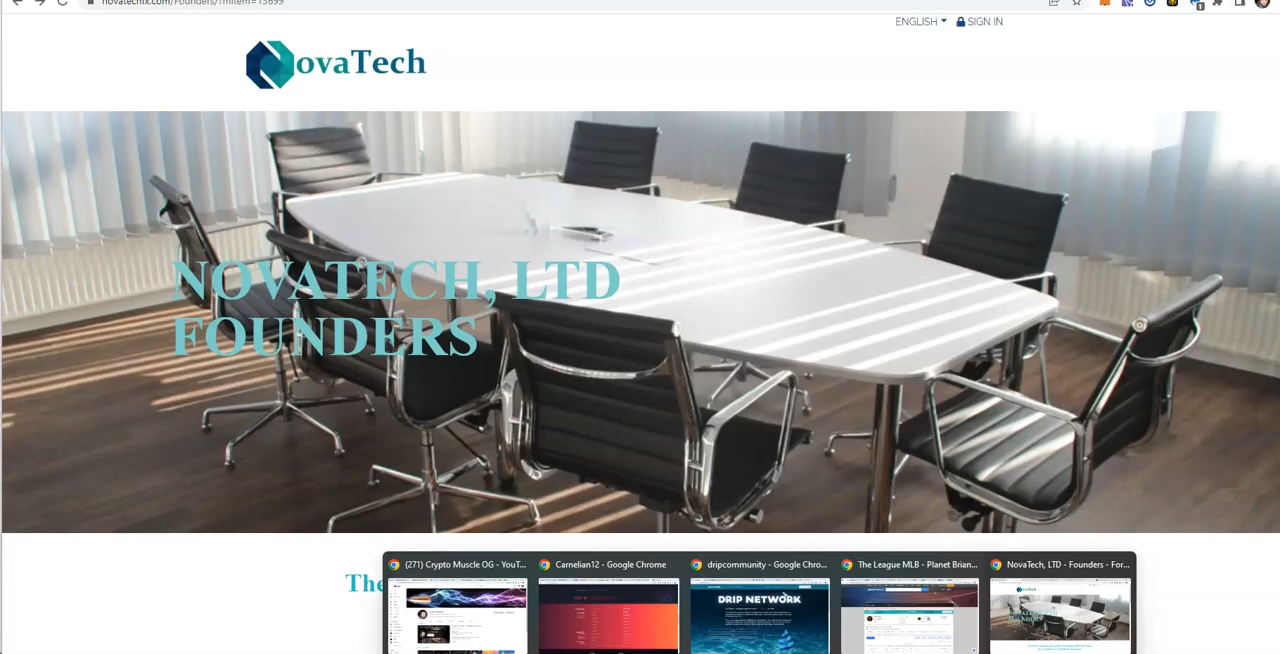 novatechfx.com/Founders/?mitem=13699
ENGLISH
SIGN IN
NovaTech
NOVATECH, LTD
FOUNDERS
The
(271) Crypto Muscle OG - YouT...
Carnelian12 - Google Chrome
dripcommunity - Google Chro...
The League MLB - Planet Brian...
NovaTech, LTD - Founders - For...
DRIP NETWORK